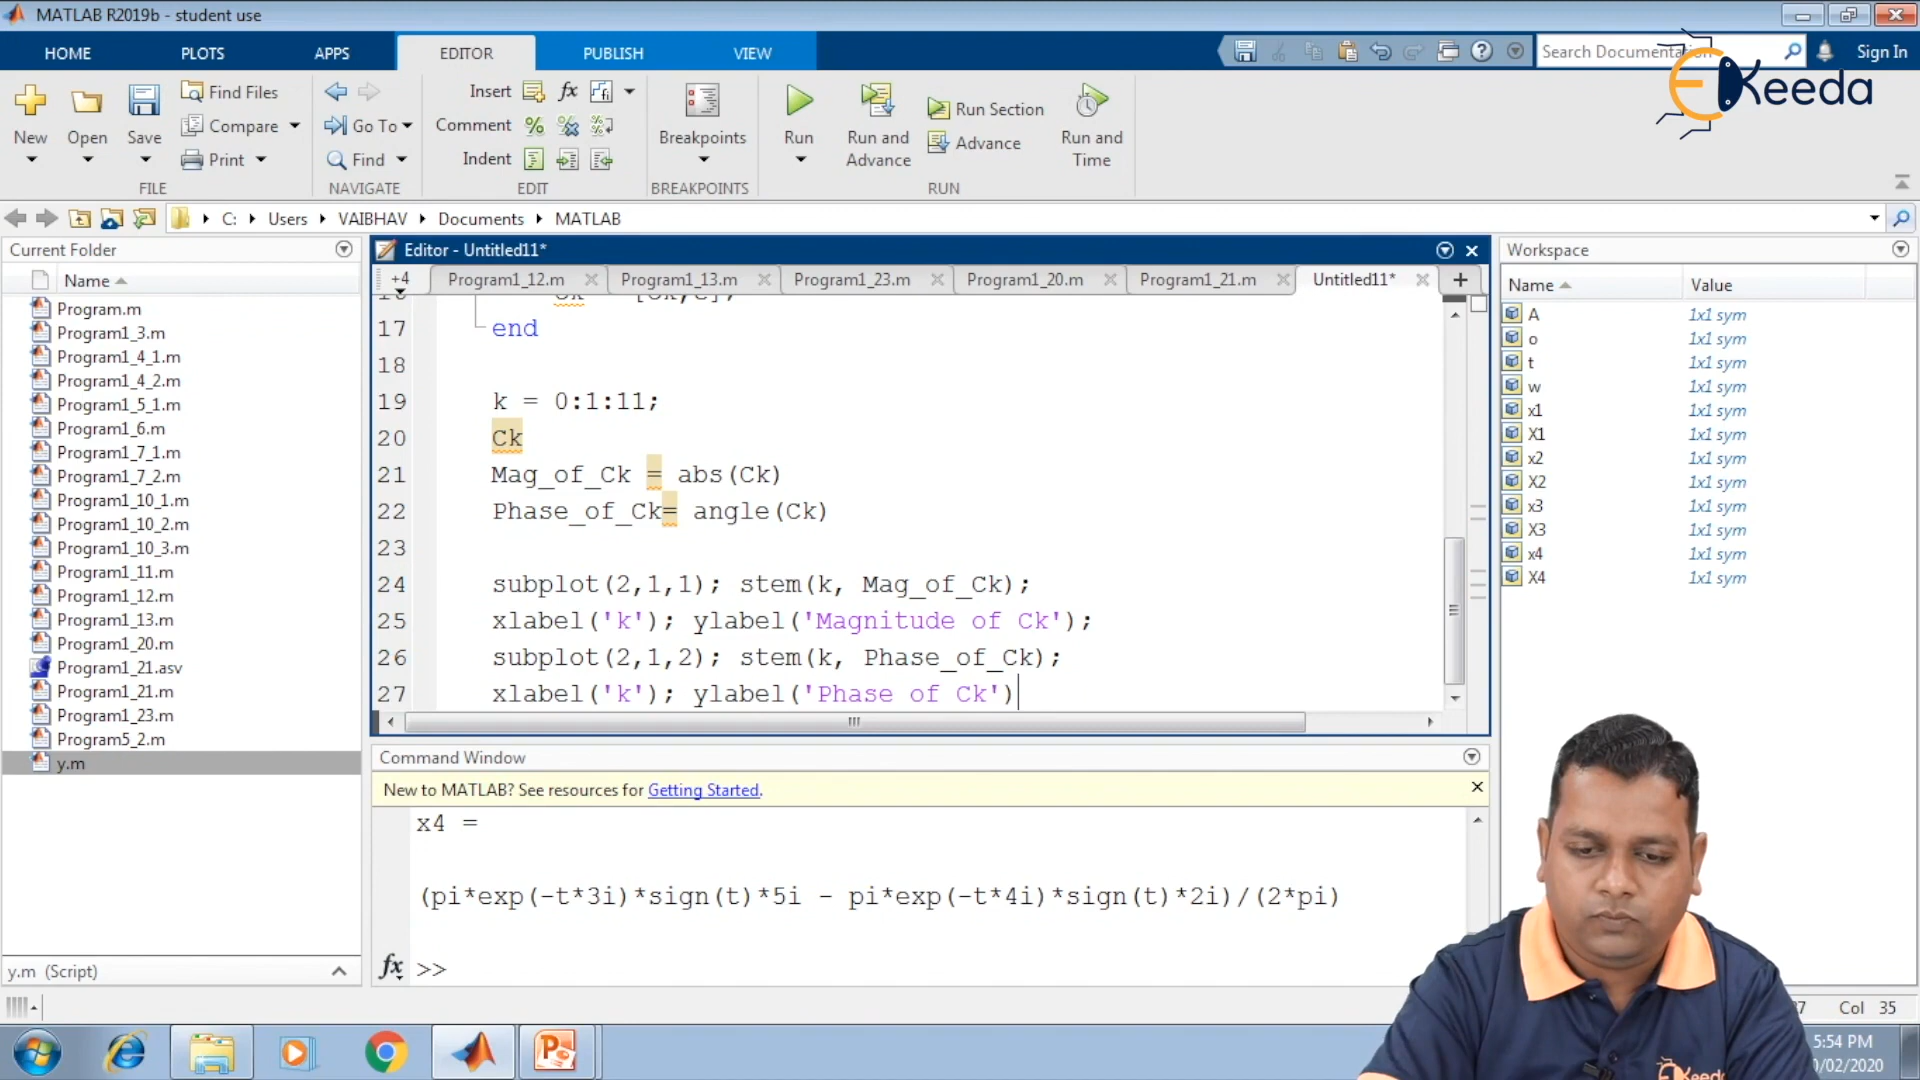 MATLAB R2019b - student use
HOME PLOTS APPS EDITOR PUBLISH VIEW
Search Documentation
Sign In
Keeda
New Open Save
Find Files
Compare
Print
Go To
Find
Insert fx
Comment
Indent
Breakpoints
Run
Run and Advance
Run Section
Advance
Run and Time
FILE NAVIGATE EDIT BREAKPOINTS RUN
C: Users VAIBHAV Documents MATLAB
Current Folder
Name
Program.m
Program1_3.m
Program1_4_1.m
Program1_4_2.m
Program1_5_1.m
Program1_6.m
Program1_7_1.m
Program1_7_2.m
Program1_10_1.m
Program1_10_2.m
Program1_10_3.m
Program1_11.m
Program1_12.m
Program1_13.m
Program1_20.m
Program1_21.asv
Program1_21.m
Program1_23.m
Program5_2.m
y.m
y.m (Script)
Editor - Untitled11*
+4 Program1_12.m Program1_13.m Program1_23.m Program1_20.m Program1_21.m Untitled11*
17 end
18
19 k = 0:1:11;
20 Ck
21 Mag_of_Ck = abs(Ck)
22 Phase_of_Ck= angle(Ck)
23
24 subplot(2,1,1); stem(k, Mag_of_Ck);
25 xlabel('k'); ylabel('Magnitude of Ck');
26 subplot(2,1,2); stem(k, Phase_of_Ck);
27 xlabel('k'); ylabel('Phase of Ck')
Command Window
New to MATLAB? See resources for Getting Started.
x4 =
(pi*exp(-t*3i)*sign(t)*5i - pi*exp(-t*4i)*sign(t)*2i)/(2*pi)
fx >>
Workspace
Name Value
A 1x1 sym
o 1x1 sym
t 1x1 sym
w 1x1 sym
x1 1x1 sym
X1 1x1 sym
x2 1x1 sym
X2 1x1 sym
x3 1x1 sym
X3 1x1 sym
x4 1x1 sym
X4 1x1 sym
Col 35
5:54 PM
/02/2020